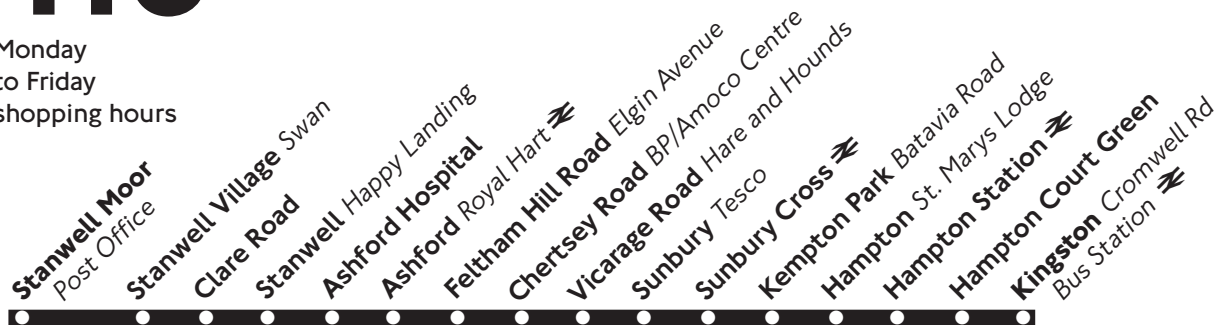 Monday
to Friday
shopping hours
Stanwell Moor
Post Office
Stanwell Village Swan
Clare Road
Stanwell Happy Landing
Ashford Hospital
Ashford Royal Hart
Feltham Hill Road Elgin Avenue
Chertsey Road BP/Amoco Centre
Vicarage Road Hare and Hounds
Sunbury Tesco
Sunbury Cross
Kempton Park Batavia Road
Hampton St. Marys Lodge
Hampton Station
Hampton Court Green
Kingston Cromwell Rd
Bus Station